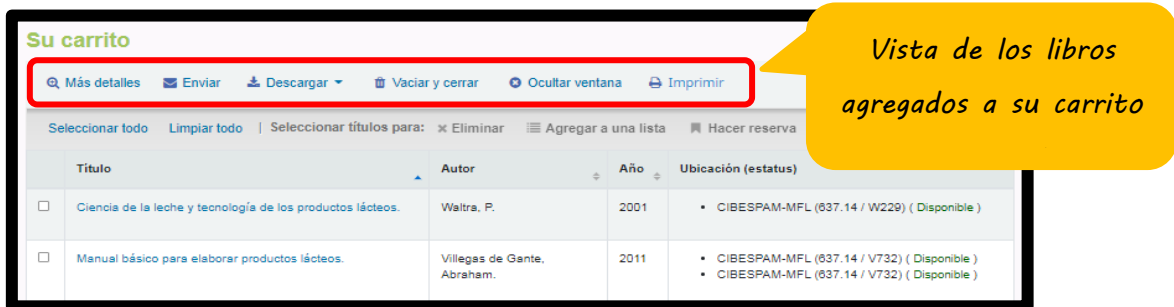 Su carrito
Vista de los libros
agregados a su carrito
Más detalles Enviar Descargar Vaciar y cerrar Ocultar ventana Imprimir
Seleccionar todo Limpiar todo | Seleccionar títulos para: Eliminar Agregar a una lista Hacer reserva
Título Autor Año Ubicación (estatus)
Ciencia de la leche y tecnología de los productos lácteos. Waltra, P. 2001 • CIBESPAM-MFL (637.14 / W229) ( Disponible )
Manual básico para elaborar productos lácteos. Villegas de Gante, 2011 • CIBESPAM-MFL (637.14 / V732) ( Disponible )
Abraham. • CIBESPAM-MFL (637.14 / V732) ( Disponible )